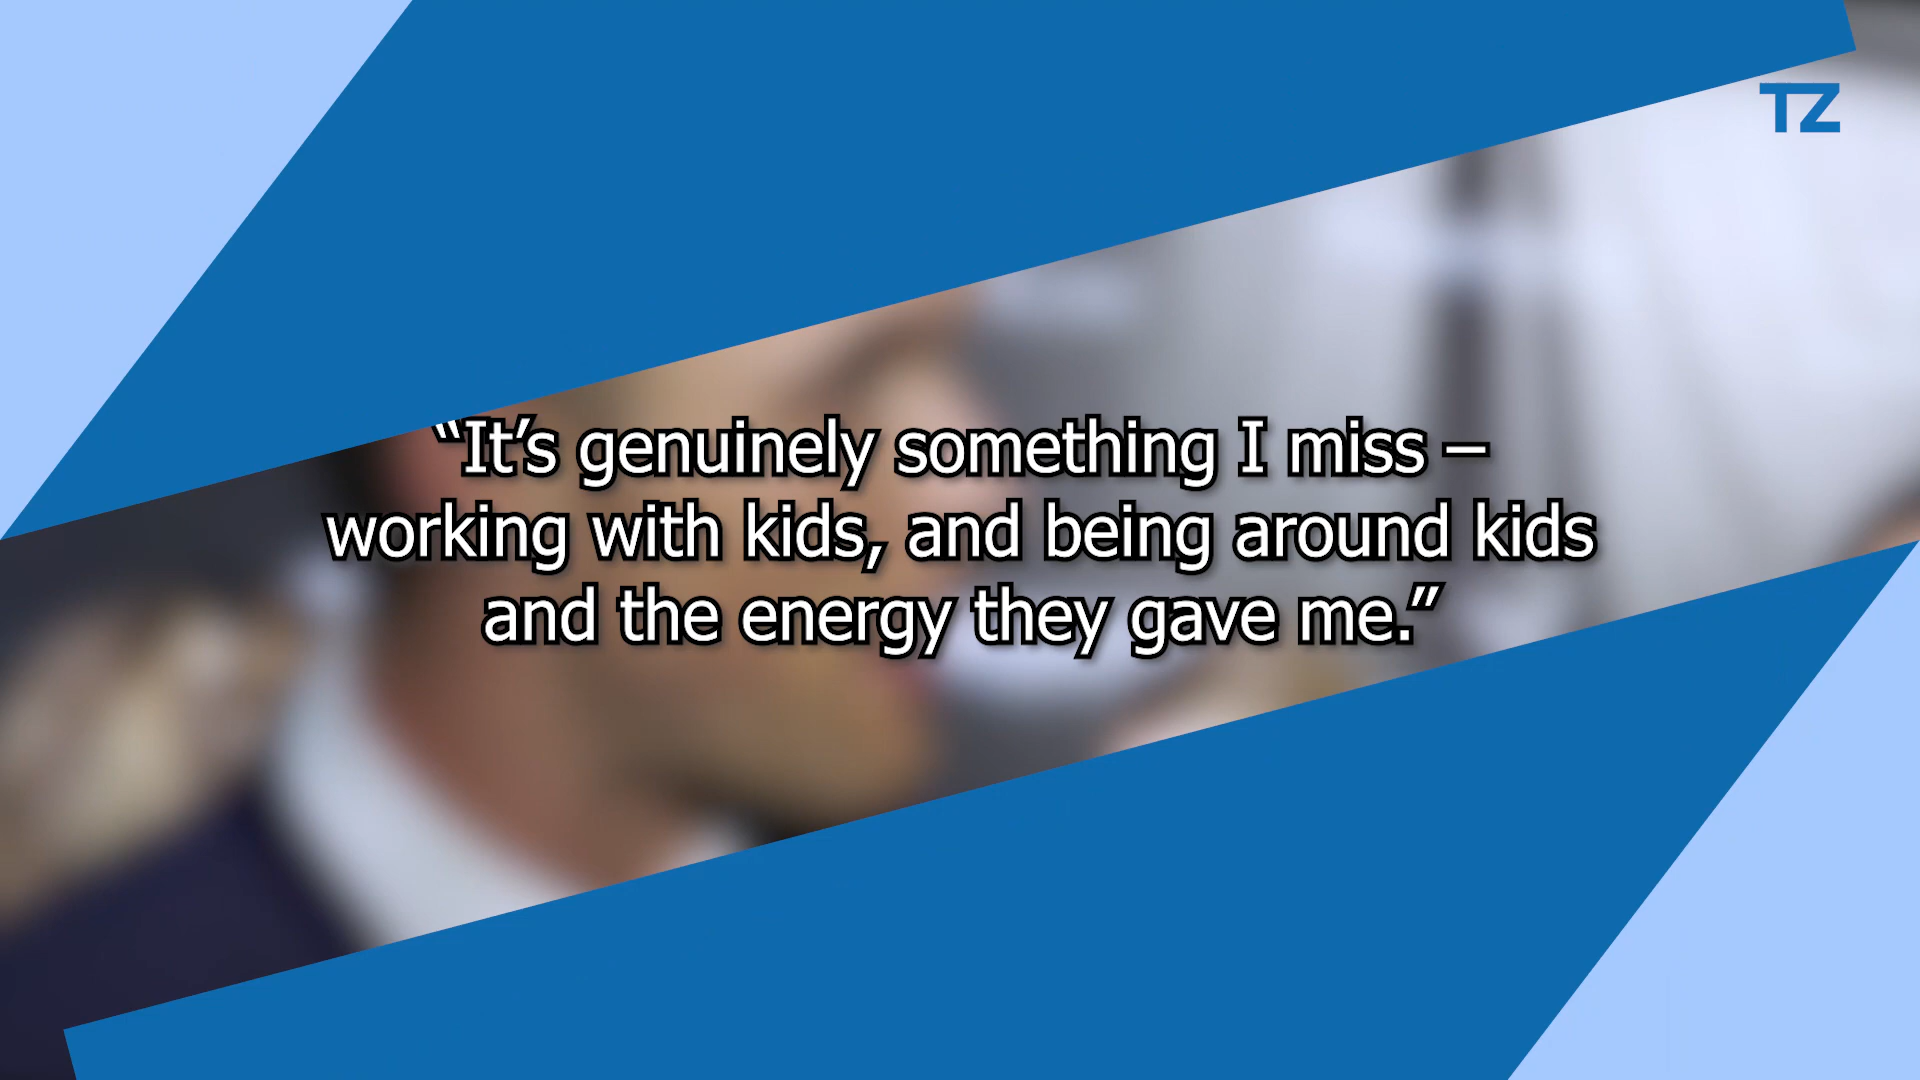 TZ
“It’s genuinely something I miss –
working with kids, and being around kids
and the energy they gave me.”